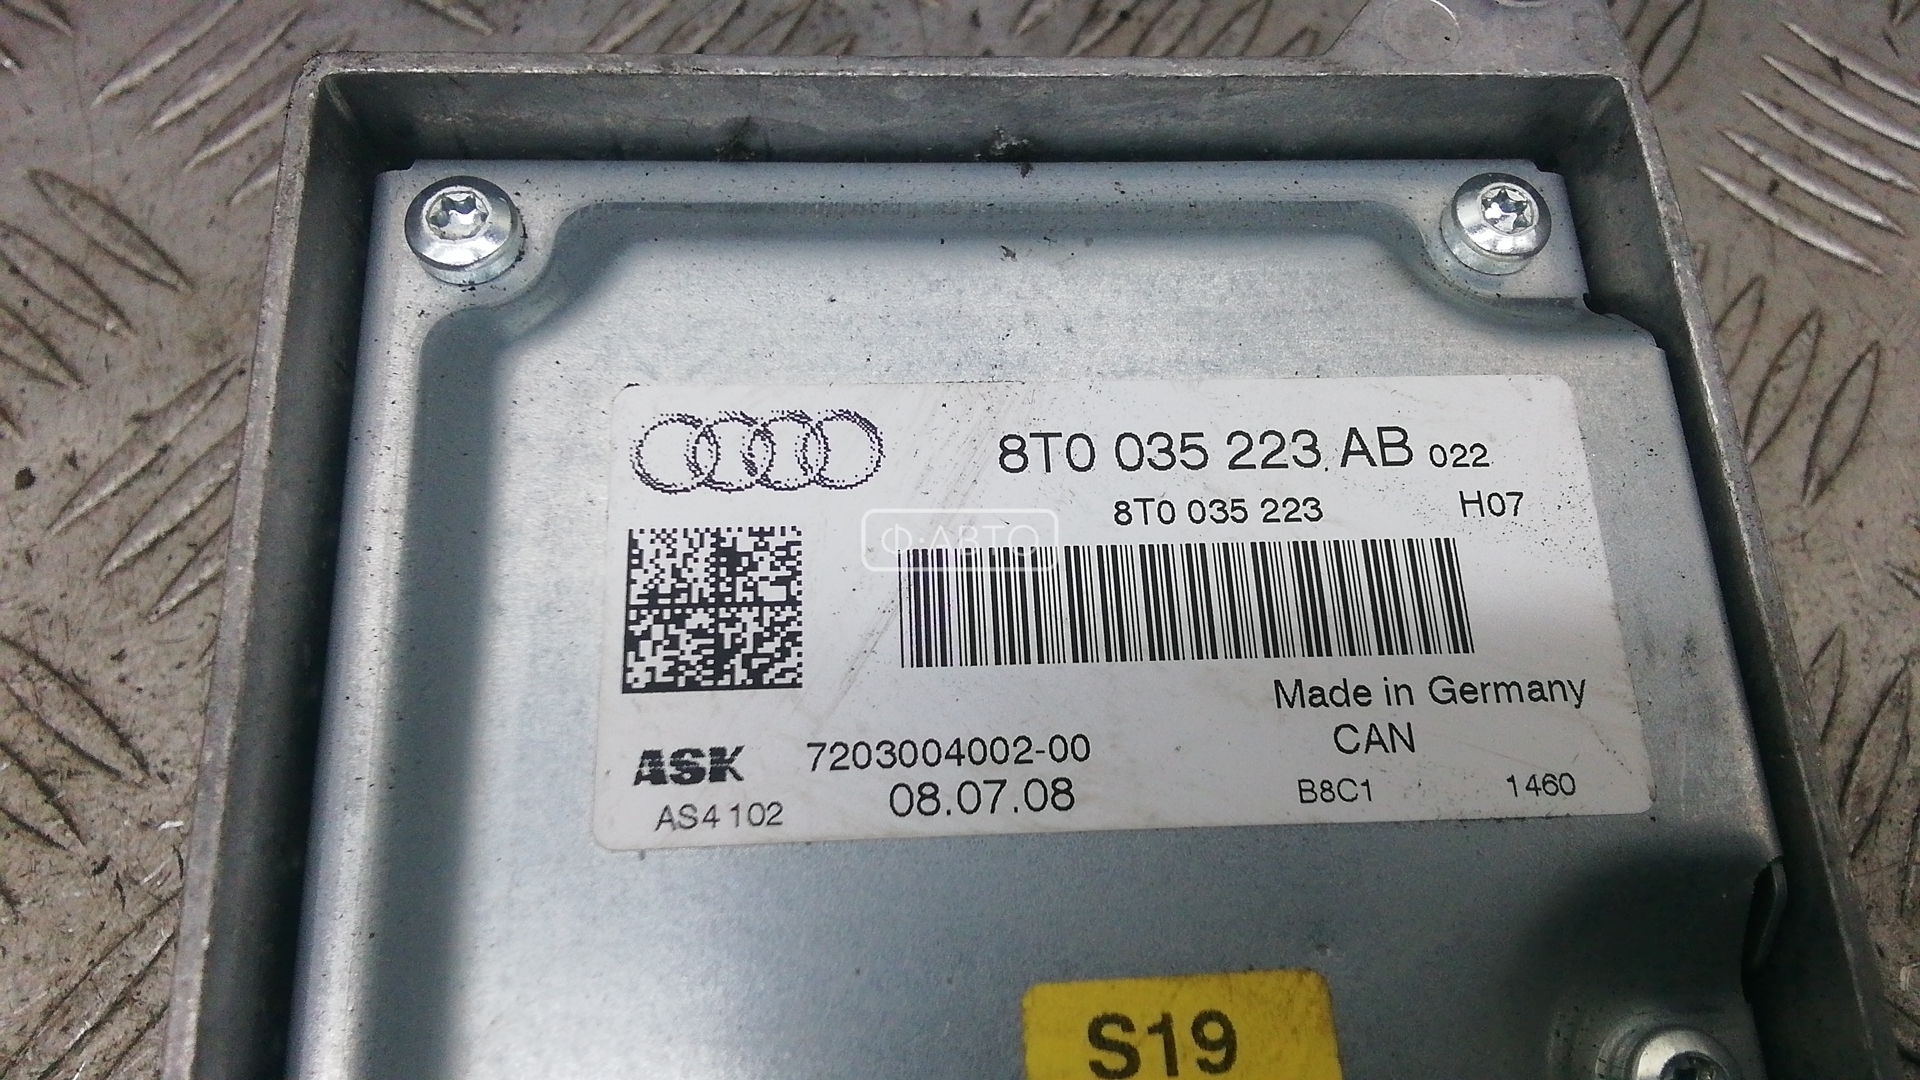 8T0 035 223 AB 022
8T0 035 223 H07
Ф·АВТО
Made in Germany
ASK 7203004002-00 CAN
AS4 102 08.07.08 B8C1 1460
S19